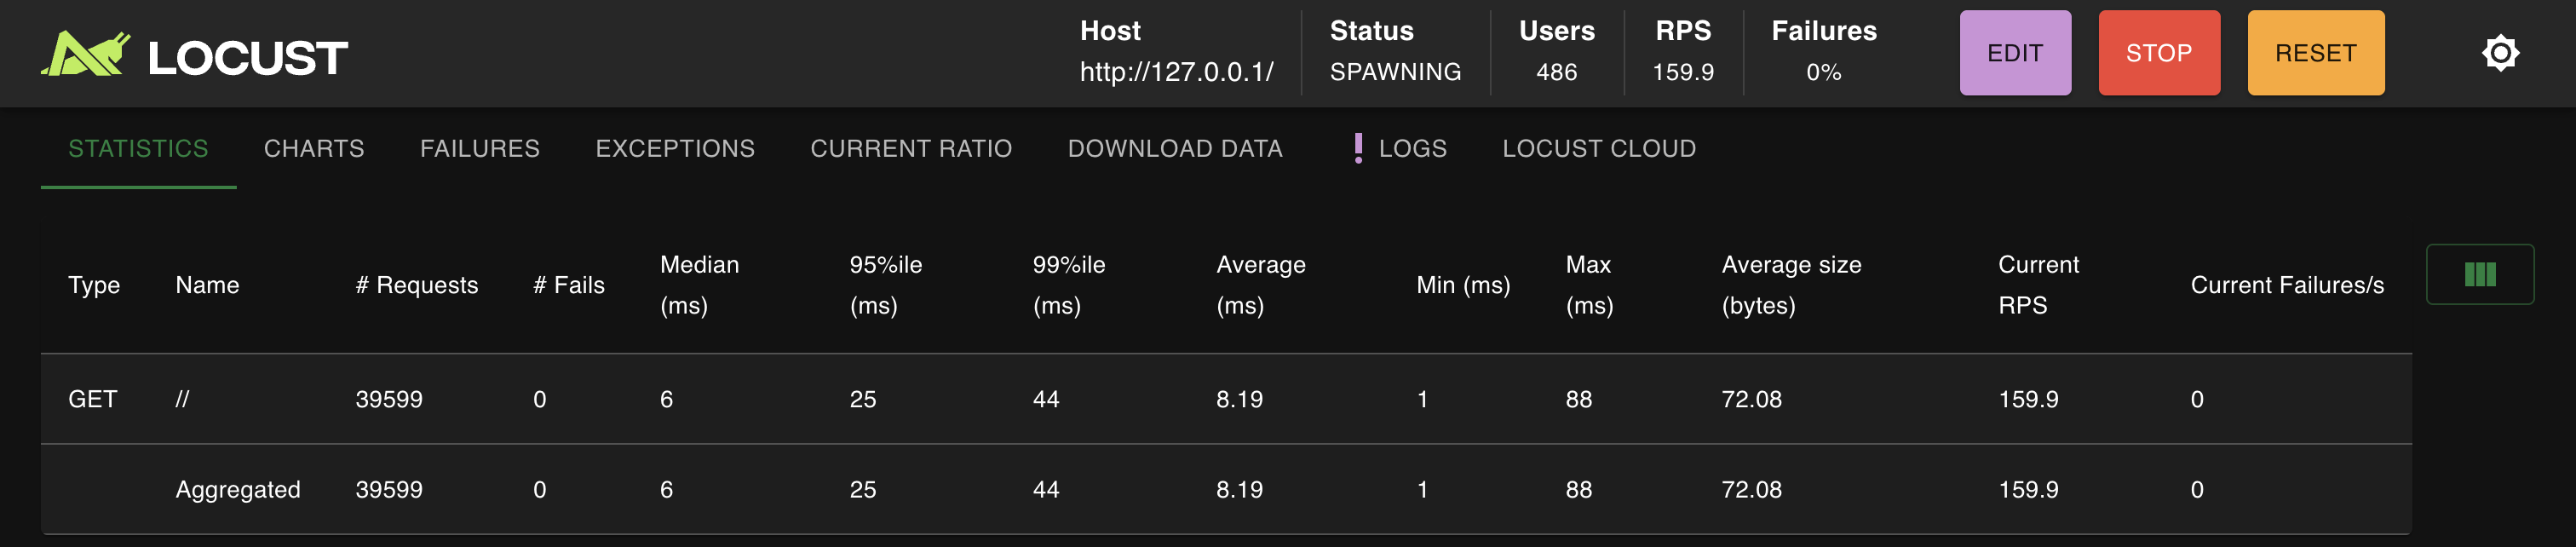 LOCUST
Host
http://127.0.0.1/
Status
SPAWNING
Users
486
RPS
159.9
Failures
0%
EDIT
STOP
RESET
STATISTICS CHARTS FAILURES EXCEPTIONS CURRENT RATIO DOWNLOAD DATA ! LOGS LOCUST CLOUD
Type Name # Requests # Fails Median (ms) 95%ile (ms) 99%ile (ms) Average (ms) Min (ms) Max (ms) Average size (bytes) Current RPS Current Failures/s
GET // 39599 0 6 25 44 8.19 1 88 72.08 159.9 0
Aggregated 39599 0 6 25 44 8.19 1 88 72.08 159.9 0